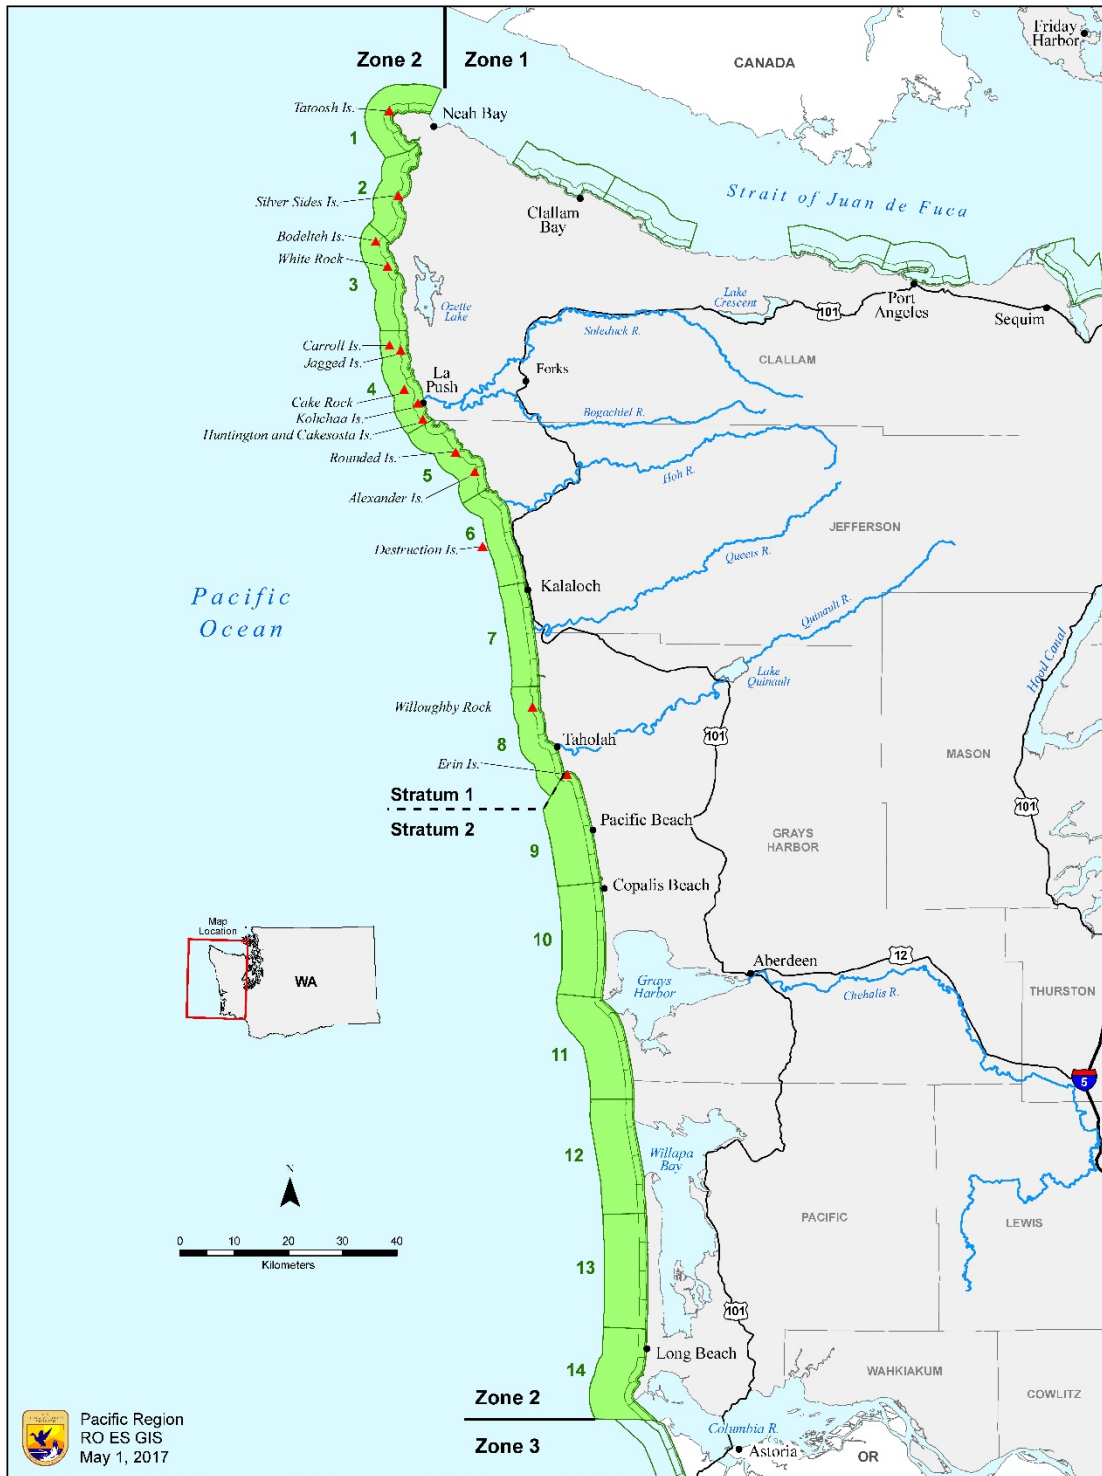 Friday
Harbor
Zone 2
Zone 1
CANADA
Tatoosh Is.
Neah Bay
1
2
Silver Sides Is.
Clallam
Bay
Strait of Juan de Fuca
Bodelteh Is.
White Rock
3
Ozette
Lake
Lake
Crescent
101
Port
Angeles
Sequim
Soleduck R.
Carroll Is.
Jagged Is.
La
Push
Forks
CLALLAM
4
Cake Rock
Kohchaa Is.
Huntington and Cakesosta Is.
Bogachiel R.
Rounded Is.
5
Alexander Is.
Hoh R.
6
Destruction Is.
JEFFERSON
Queets R.
Pacific
Ocean
Kalaloch
Quinault R.
7
Hood Canal
Lake
Quinault
Willoughby Rock
8
Taholah
101
Erin Is.
MASON
Stratum 1
Stratum 2
101
Pacific Beach
GRAYS
HARBOR
9
Copalis Beach
Map
Location
WA
10
Grays
Harbor
Aberdeen
12
Chehalis R.
THURSTON
11
5
12
Willapa
Bay
N
PACIFIC
LEWIS
0 10 20 30 40
Kilometers
13
101
14
Long Beach
WAHKIAKUM
COWLITZ
Zone 2
Zone 3
Columbia R.
Astoria
OR
Pacific Region
RO ES GIS
May 1, 2017